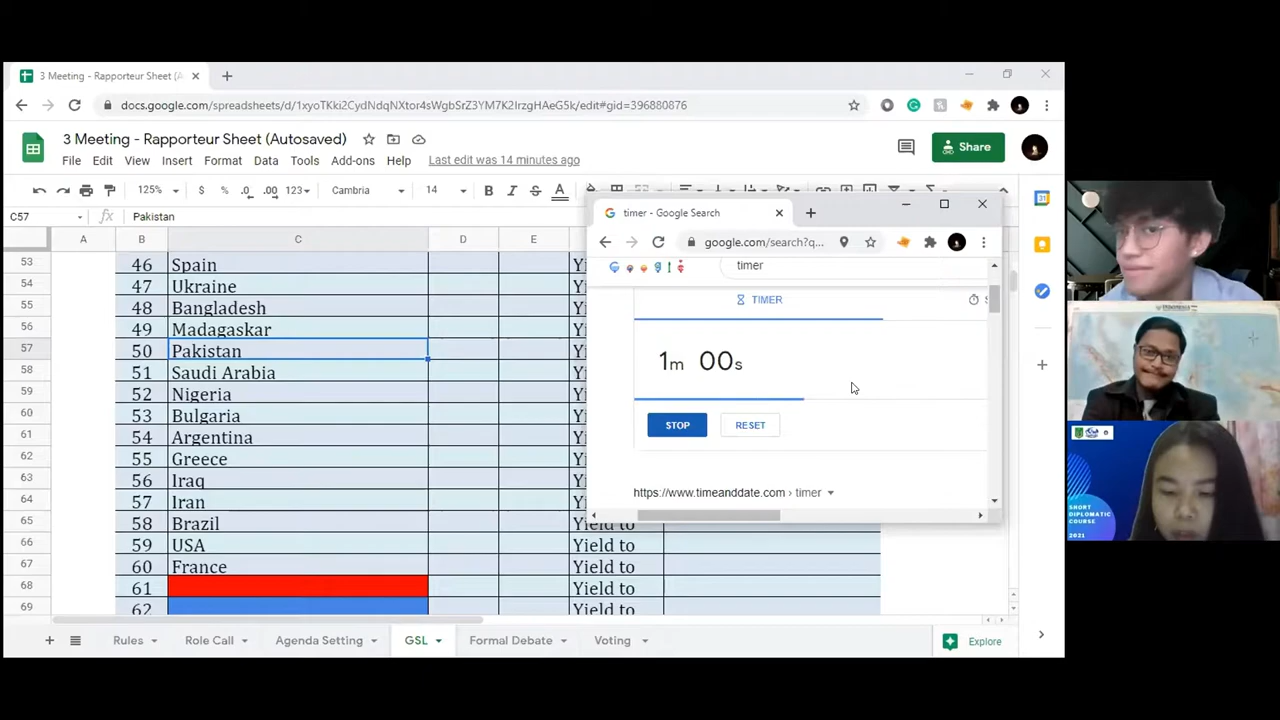 3 Meeting - Rapporteur Sheet (A
docs.google.com/spreadsheets/d/1xyoTKki2CydNdqNXtor4sWgbSrZ3YM7K2IrzgHAeG5k/edit#gid=396880876
3 Meeting - Rapporteur Sheet (Autosaved)
File Edit View Insert Format Data Tools Add-ons Help Last edit was 14 minutes ago
Share
125% $ % .0 .00 123 Cambria 14 B I S A
C57 fx Pakistan
A B C D E
53 46 Spain
54 47 Ukraine
55 48 Bangladesh
56 49 Madagaskar
57 50 Pakistan
58 51 Saudi Arabia
59 52 Nigeria
60 53 Bulgaria
61 54 Argentina
62 55 Greece
63 56 Iraq
64 57 Iran
65 58 Brazil Yield to
66 59 USA Yield to
67 60 France Yield to
68 61 Yield to
69 62 Yield to
timer - Google Search
google.com/search?q...
timer
TIMER
1m 00s
STOP RESET
https://www.timeanddate.com › timer
Rules Role Call Agenda Setting GSL Formal Debate Voting Explore
SHORT
DIPLOMATIC
COURSE
2021